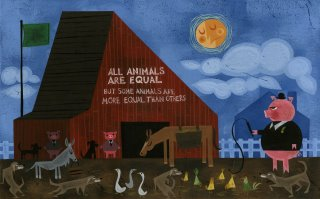 ALL ANIMALS
ARE EQUAL
BUT SOME ANIMALS ARE
MORE EQUAL THAN OTHERS